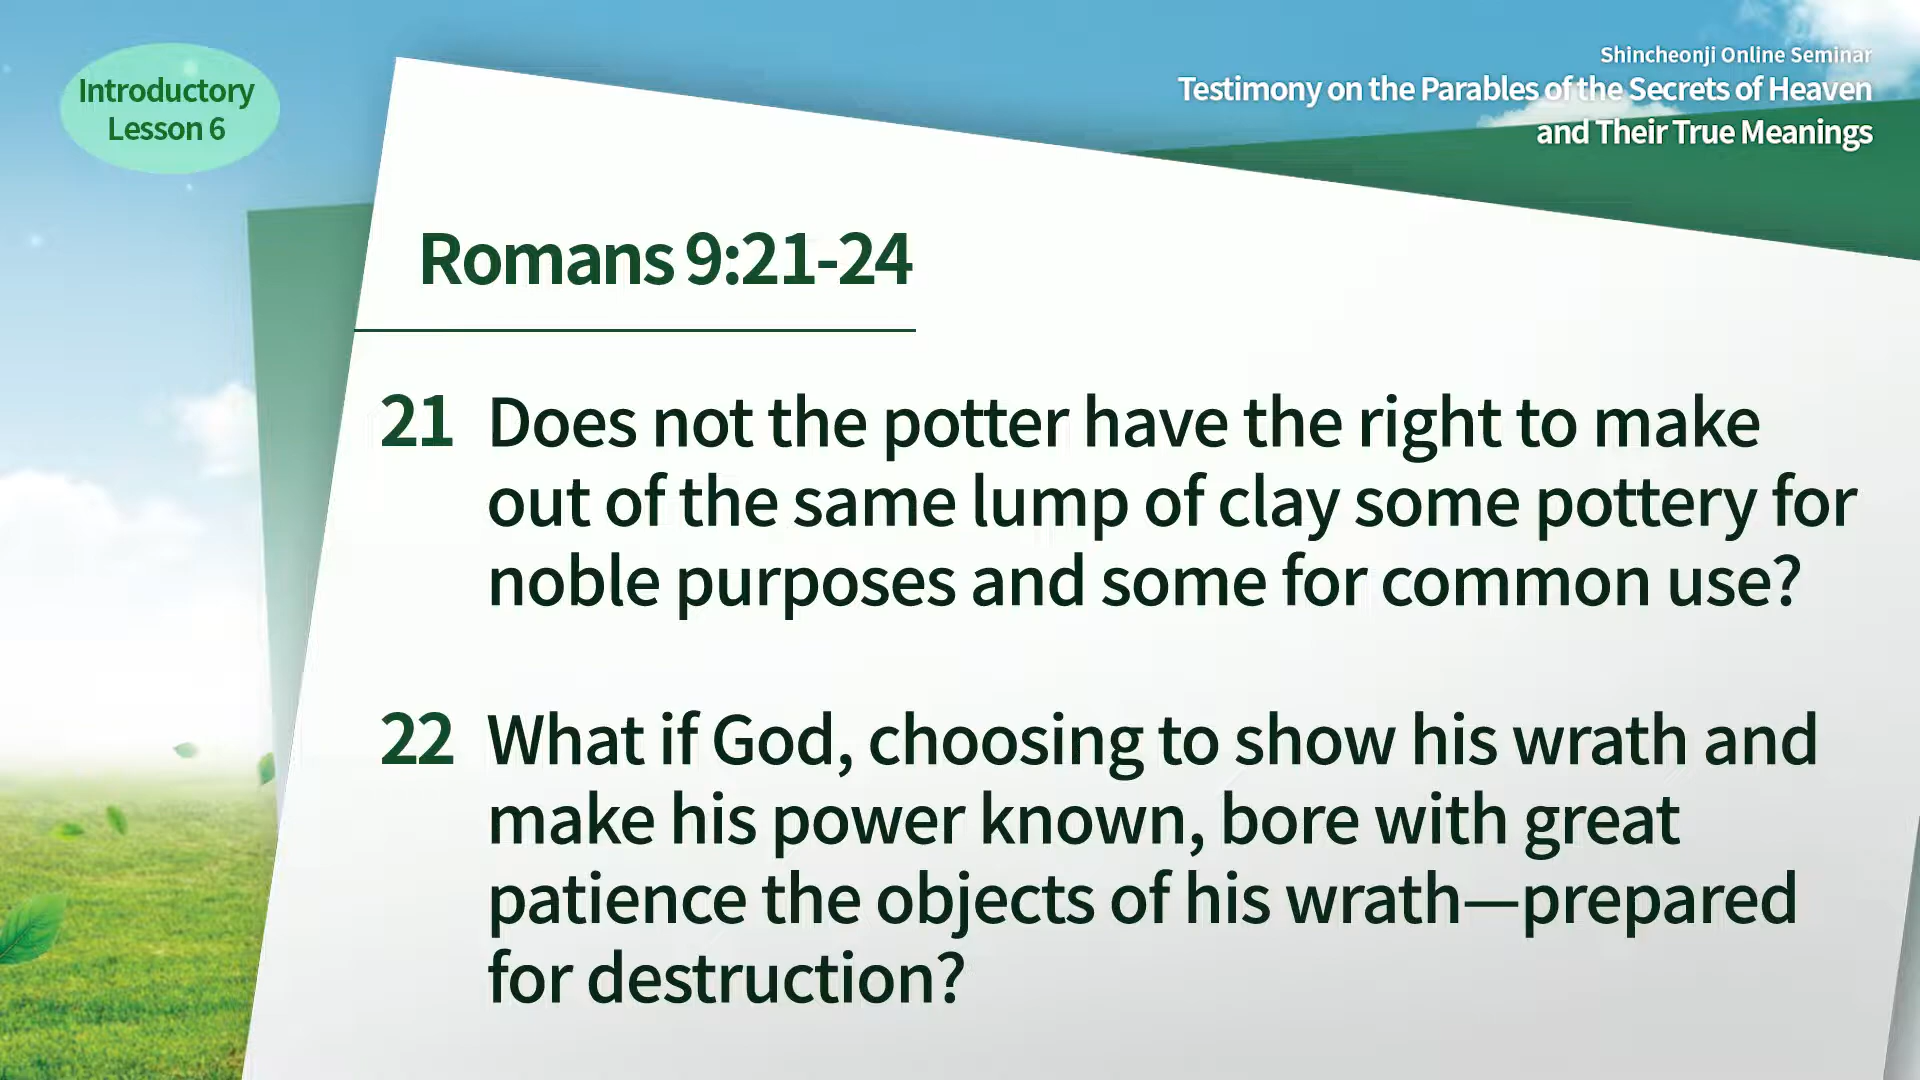 Introductory
Lesson 6
Shincheonji Online Seminar
Testimony on the Parables of the Secrets of Heaven
and Their True Meanings
Romans 9:21-24
21 Does not the potter have the right to make
out of the same lump of clay some pottery for
noble purposes and some for common use?
22 What if God, choosing to show his wrath and
make his power known, bore with great
patience the objects of his wrath—prepared
for destruction?